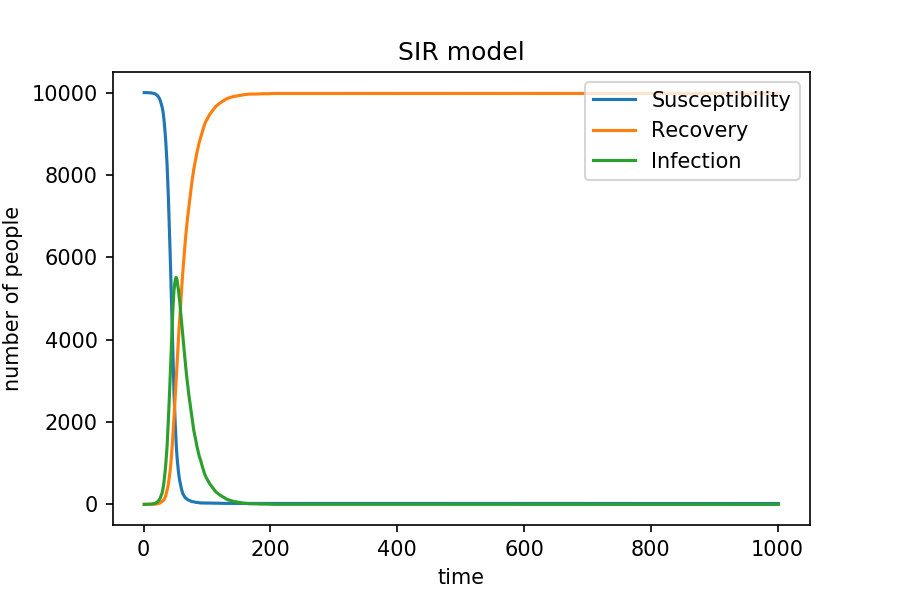 SIR model
number of people
10000
8000
6000
4000
2000
0
Susceptibility
Recovery
Infection
0 200 400 600 800 1000
time